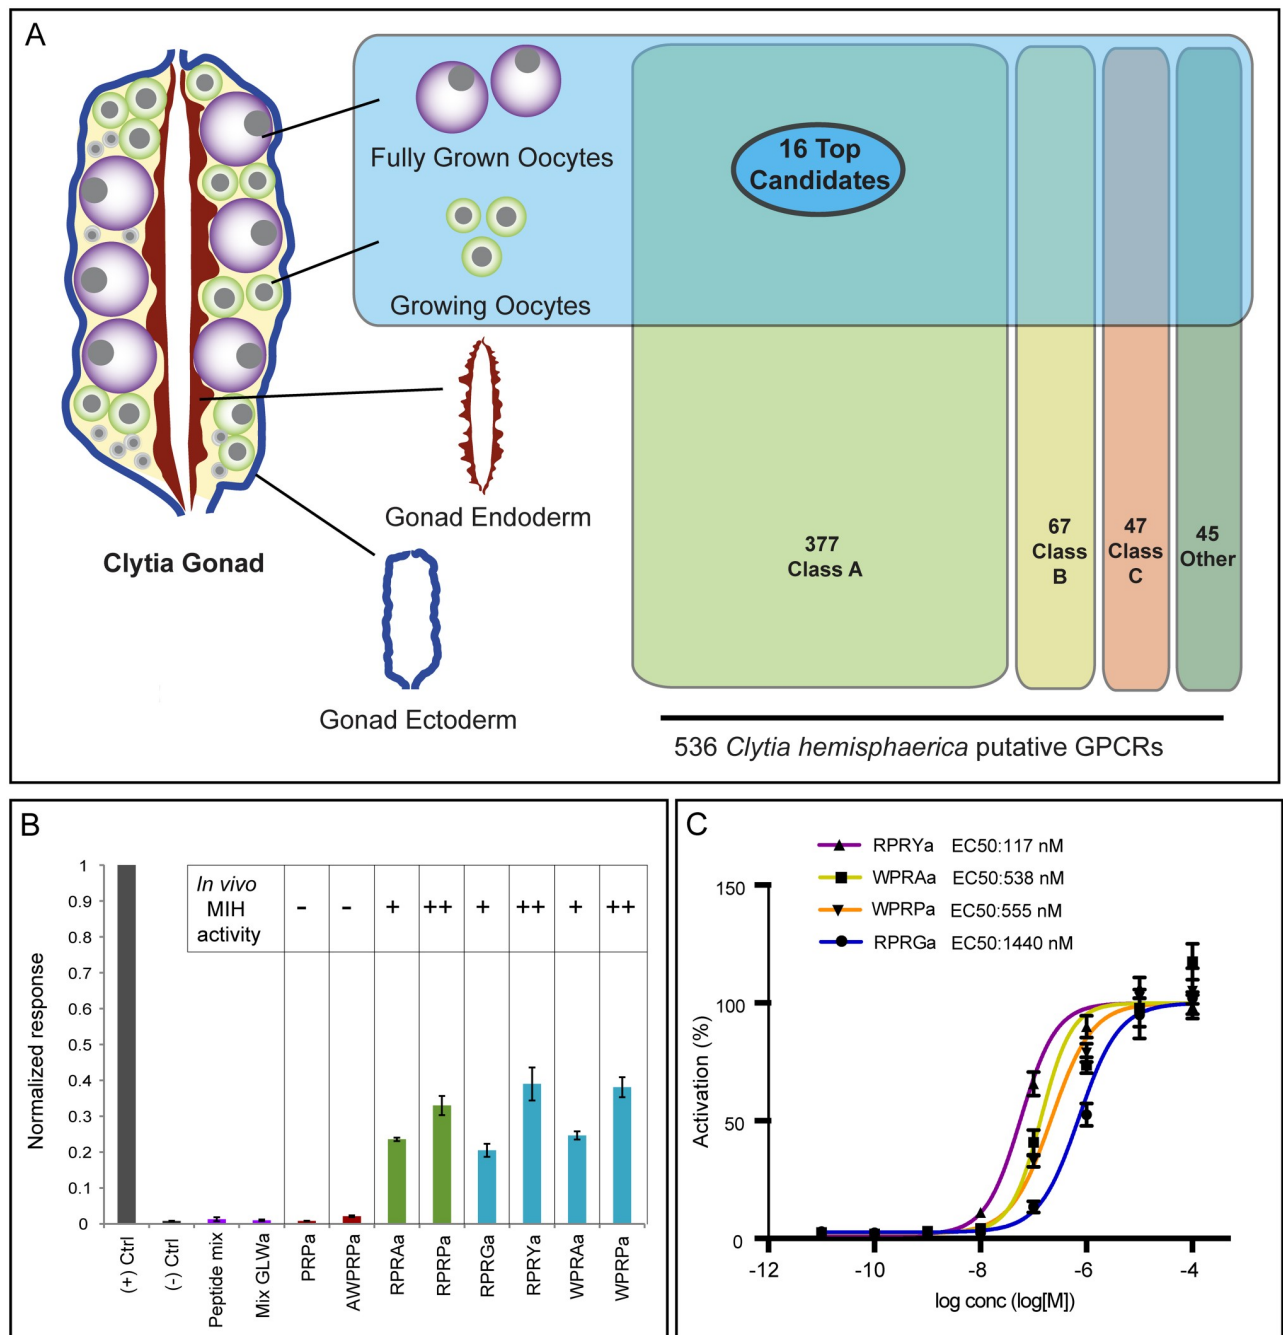 A
Fully Grown Oocytes
Growing Oocytes
Gonad Endoderm
Gonad Ectoderm
Clytia Gonad
16 Top
Candidates
377
Class A
67
Class
B
47
Class
C
45
Other
536 Clytia hemisphaerica putative GPCRs
B
In vivo
MIH
activity
- - + ++ + ++ + ++
Normalized response
1
0.9
0.8
0.7
0.6
0.5
0.4
0.3
0.2
0.1
0
(+) Ctrl
(-) Ctrl
Peptide mix
Mix GLWa
PRPa
AWPRPa
RPRAa
RPRPa
RPRGa
RPRYa
WPRAa
WPRPa
C
RPRYa EC50:117 nM
WPRAa EC50:538 nM
WPRPa EC50:555 nM
RPRGa EC50:1440 nM
Activation (%)
150
100
50
0
-12 -10 -8 -6 -4
log conc (log[M])